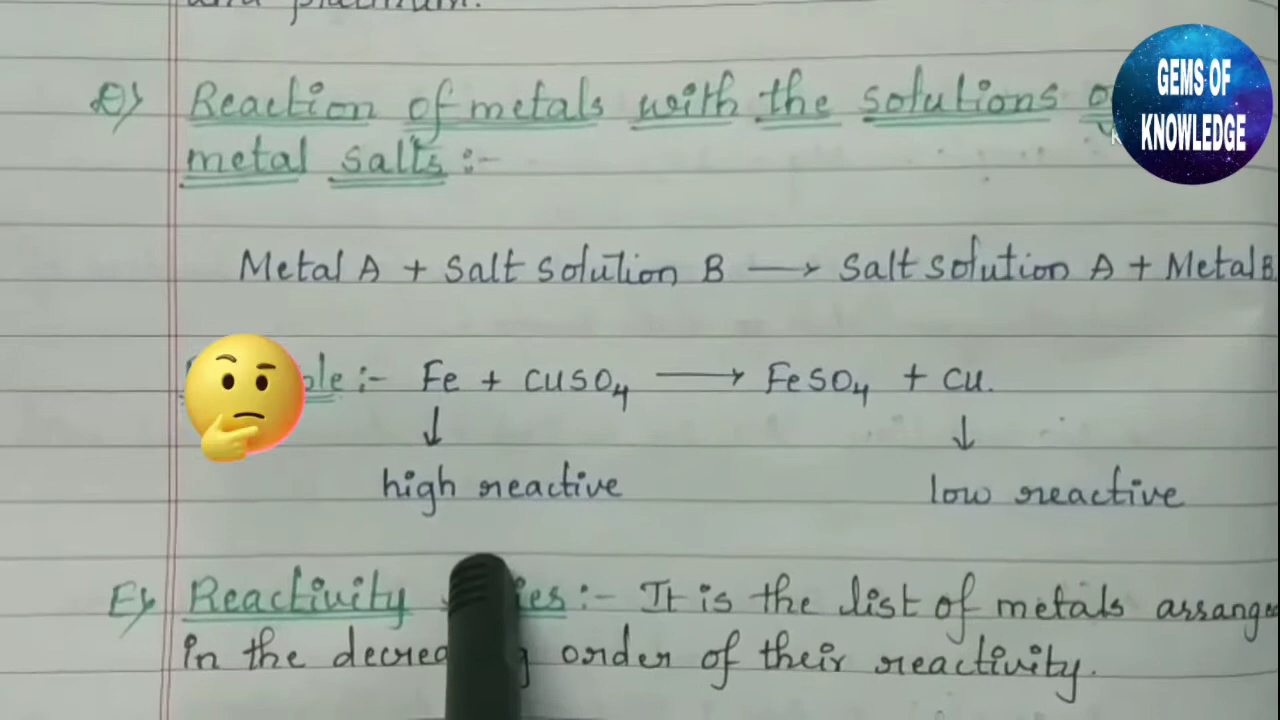 and platinum.
D) Reaction of metals with the solutions
metal salts :-
Metal A + Salt solution B → Salt solution A + Metal B
:- Fe + CuSO4 → FeSO4 + Cu.
↓ ↓
high reactive low reactive
E) Reactivity :- It is the list of metals
in the order of their reactivity.
GEMS OF
KNOWLEDGE